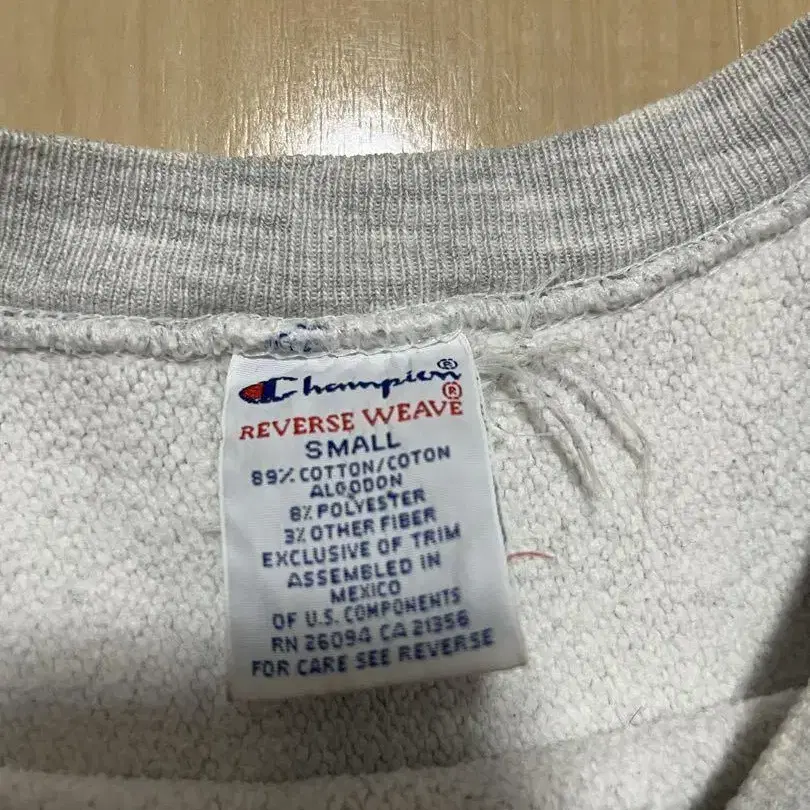 Champion®
REVERSE WEAVE®
SMALL
89% COTTON/COTON
ALGODON
8% POLYESTER
3% OTHER FIBER
EXCLUSIVE OF TRIM
ASSEMBLED IN
MEXICO
OF U.S. COMPONENTS
RN 26094 CA 21356
FOR CARE SEE REVERSE